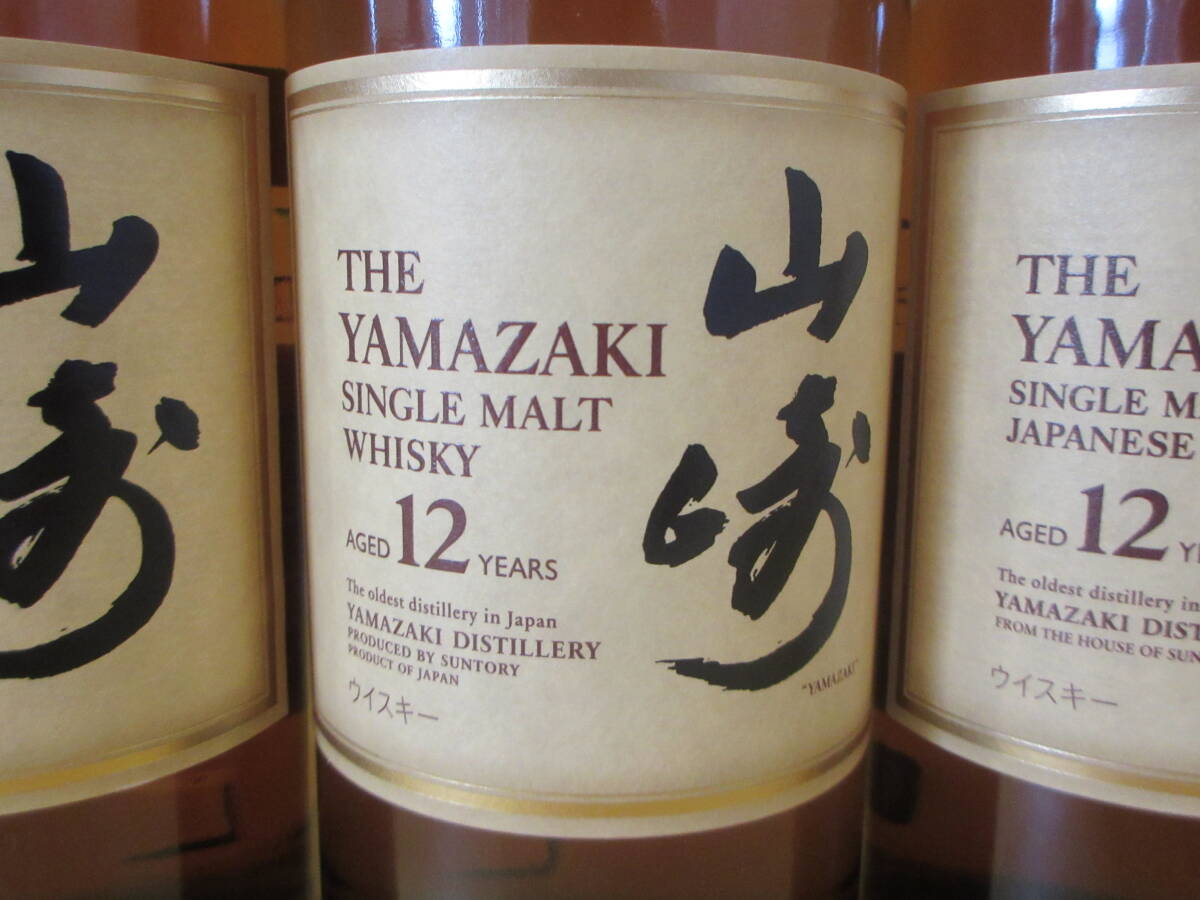 THE
YAMAZAKI
SINGLE MALT
WHISKY
AGED 12 YEARS
The oldest distillery in Japan
YAMAZAKI DISTILLERY
PRODUCED BY SUNTORY
PRODUCT OF JAPAN
ウイスキー
山崎
"YAMAZAKI"
山崎
THE
YAMA
SINGLE M
JAPANESE
AGED 12 YE
The oldest distillery in
YAMAZAKI DIST
FROM THE HOUSE OF SUN
ウイスキー